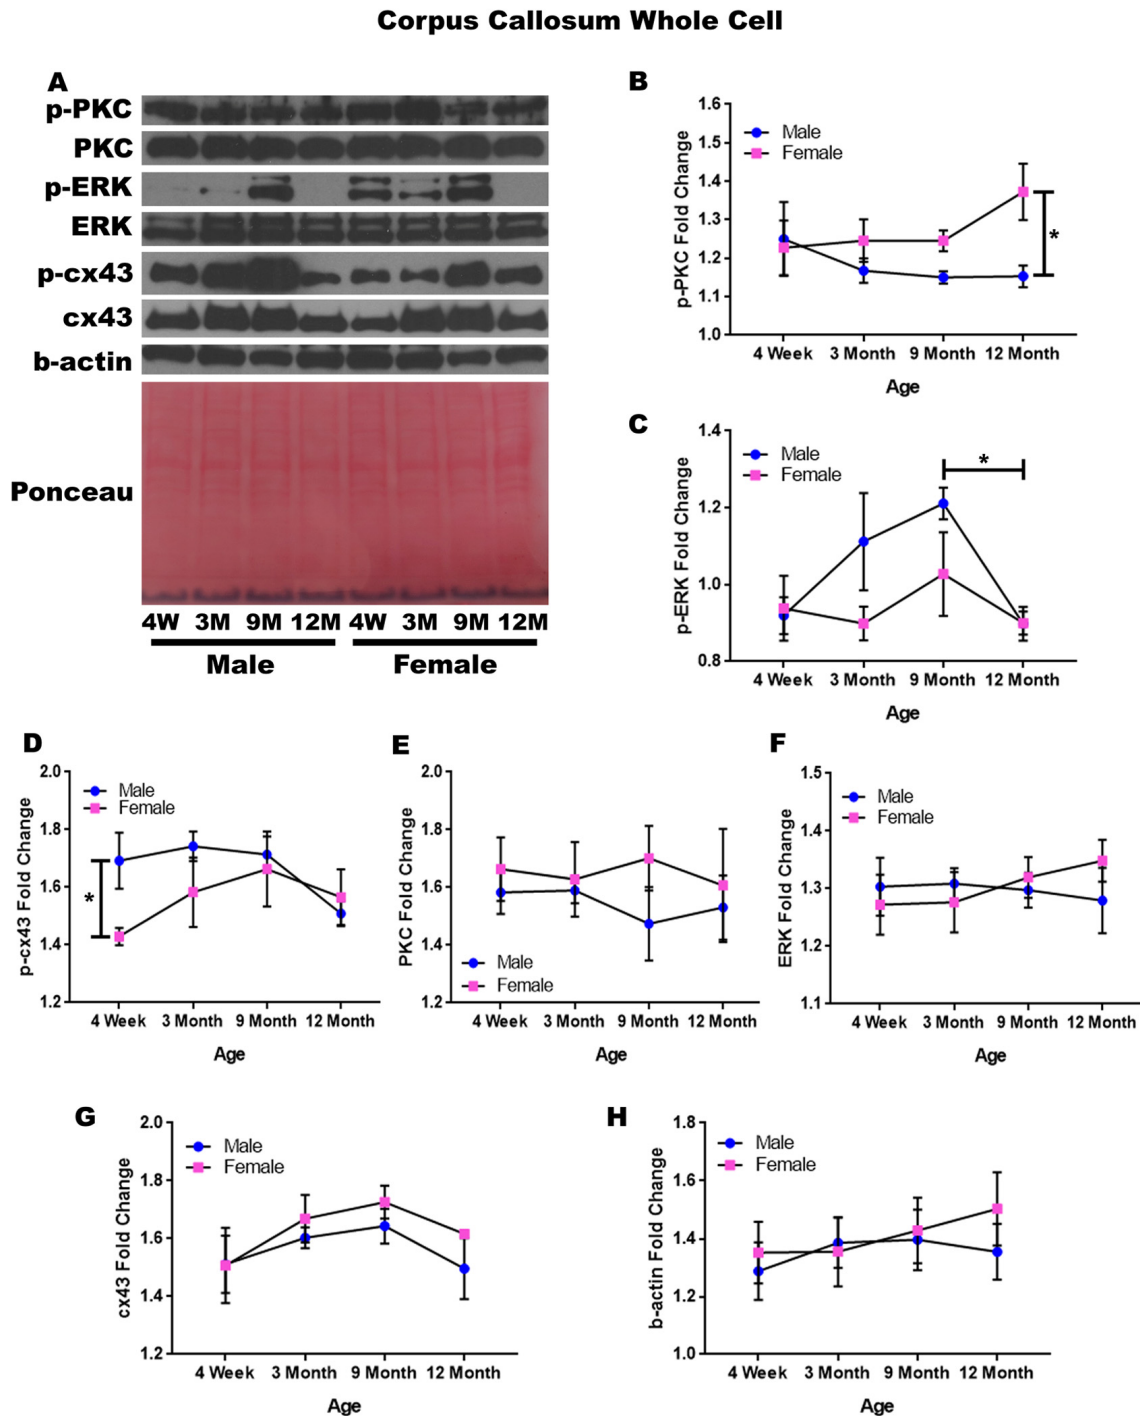 Corpus Callosum Whole Cell
A
p-PKC
PKC
p-ERK
ERK
p-cx43
cx43
b-actin
Ponceau
4W 3M 9M 12M 4W 3M 9M 12M
Male Female
B
p-PKC Fold Change
1.6
1.5
1.4
1.3
1.2
1.1
1.0
Male
Female
*
4 Week 3 Month 9 Month 12 Month
Age
C
p-ERK Fold Change
1.4
1.2
1.0
0.8
Male
Female
*
4 Week 3 Month 9 Month 12 Month
Age
D
p-cx43 Fold Change
2.0
1.8
1.6
1.4
1.2
Male
Female
*
4 Week 3 Month 9 Month 12 Month
Age
E
PKC Fold Change
2.0
1.8
1.6
1.4
1.2
Male
Female
4 Week 3 Month 9 Month 12 Month
Age
F
ERK Fold Change
1.5
1.4
1.3
1.2
1.1
Male
Female
4 Week 3 Month 9 Month 12 Month
Age
G
cx43 Fold Change
2.0
1.8
1.6
1.4
1.2
Male
Female
4 Week 3 Month 9 Month 12 Month
Age
H
b-actin Fold Change
1.8
1.6
1.4
1.2
1.0
Male
Female
4 Week 3 Month 9 Month 12 Month
Age